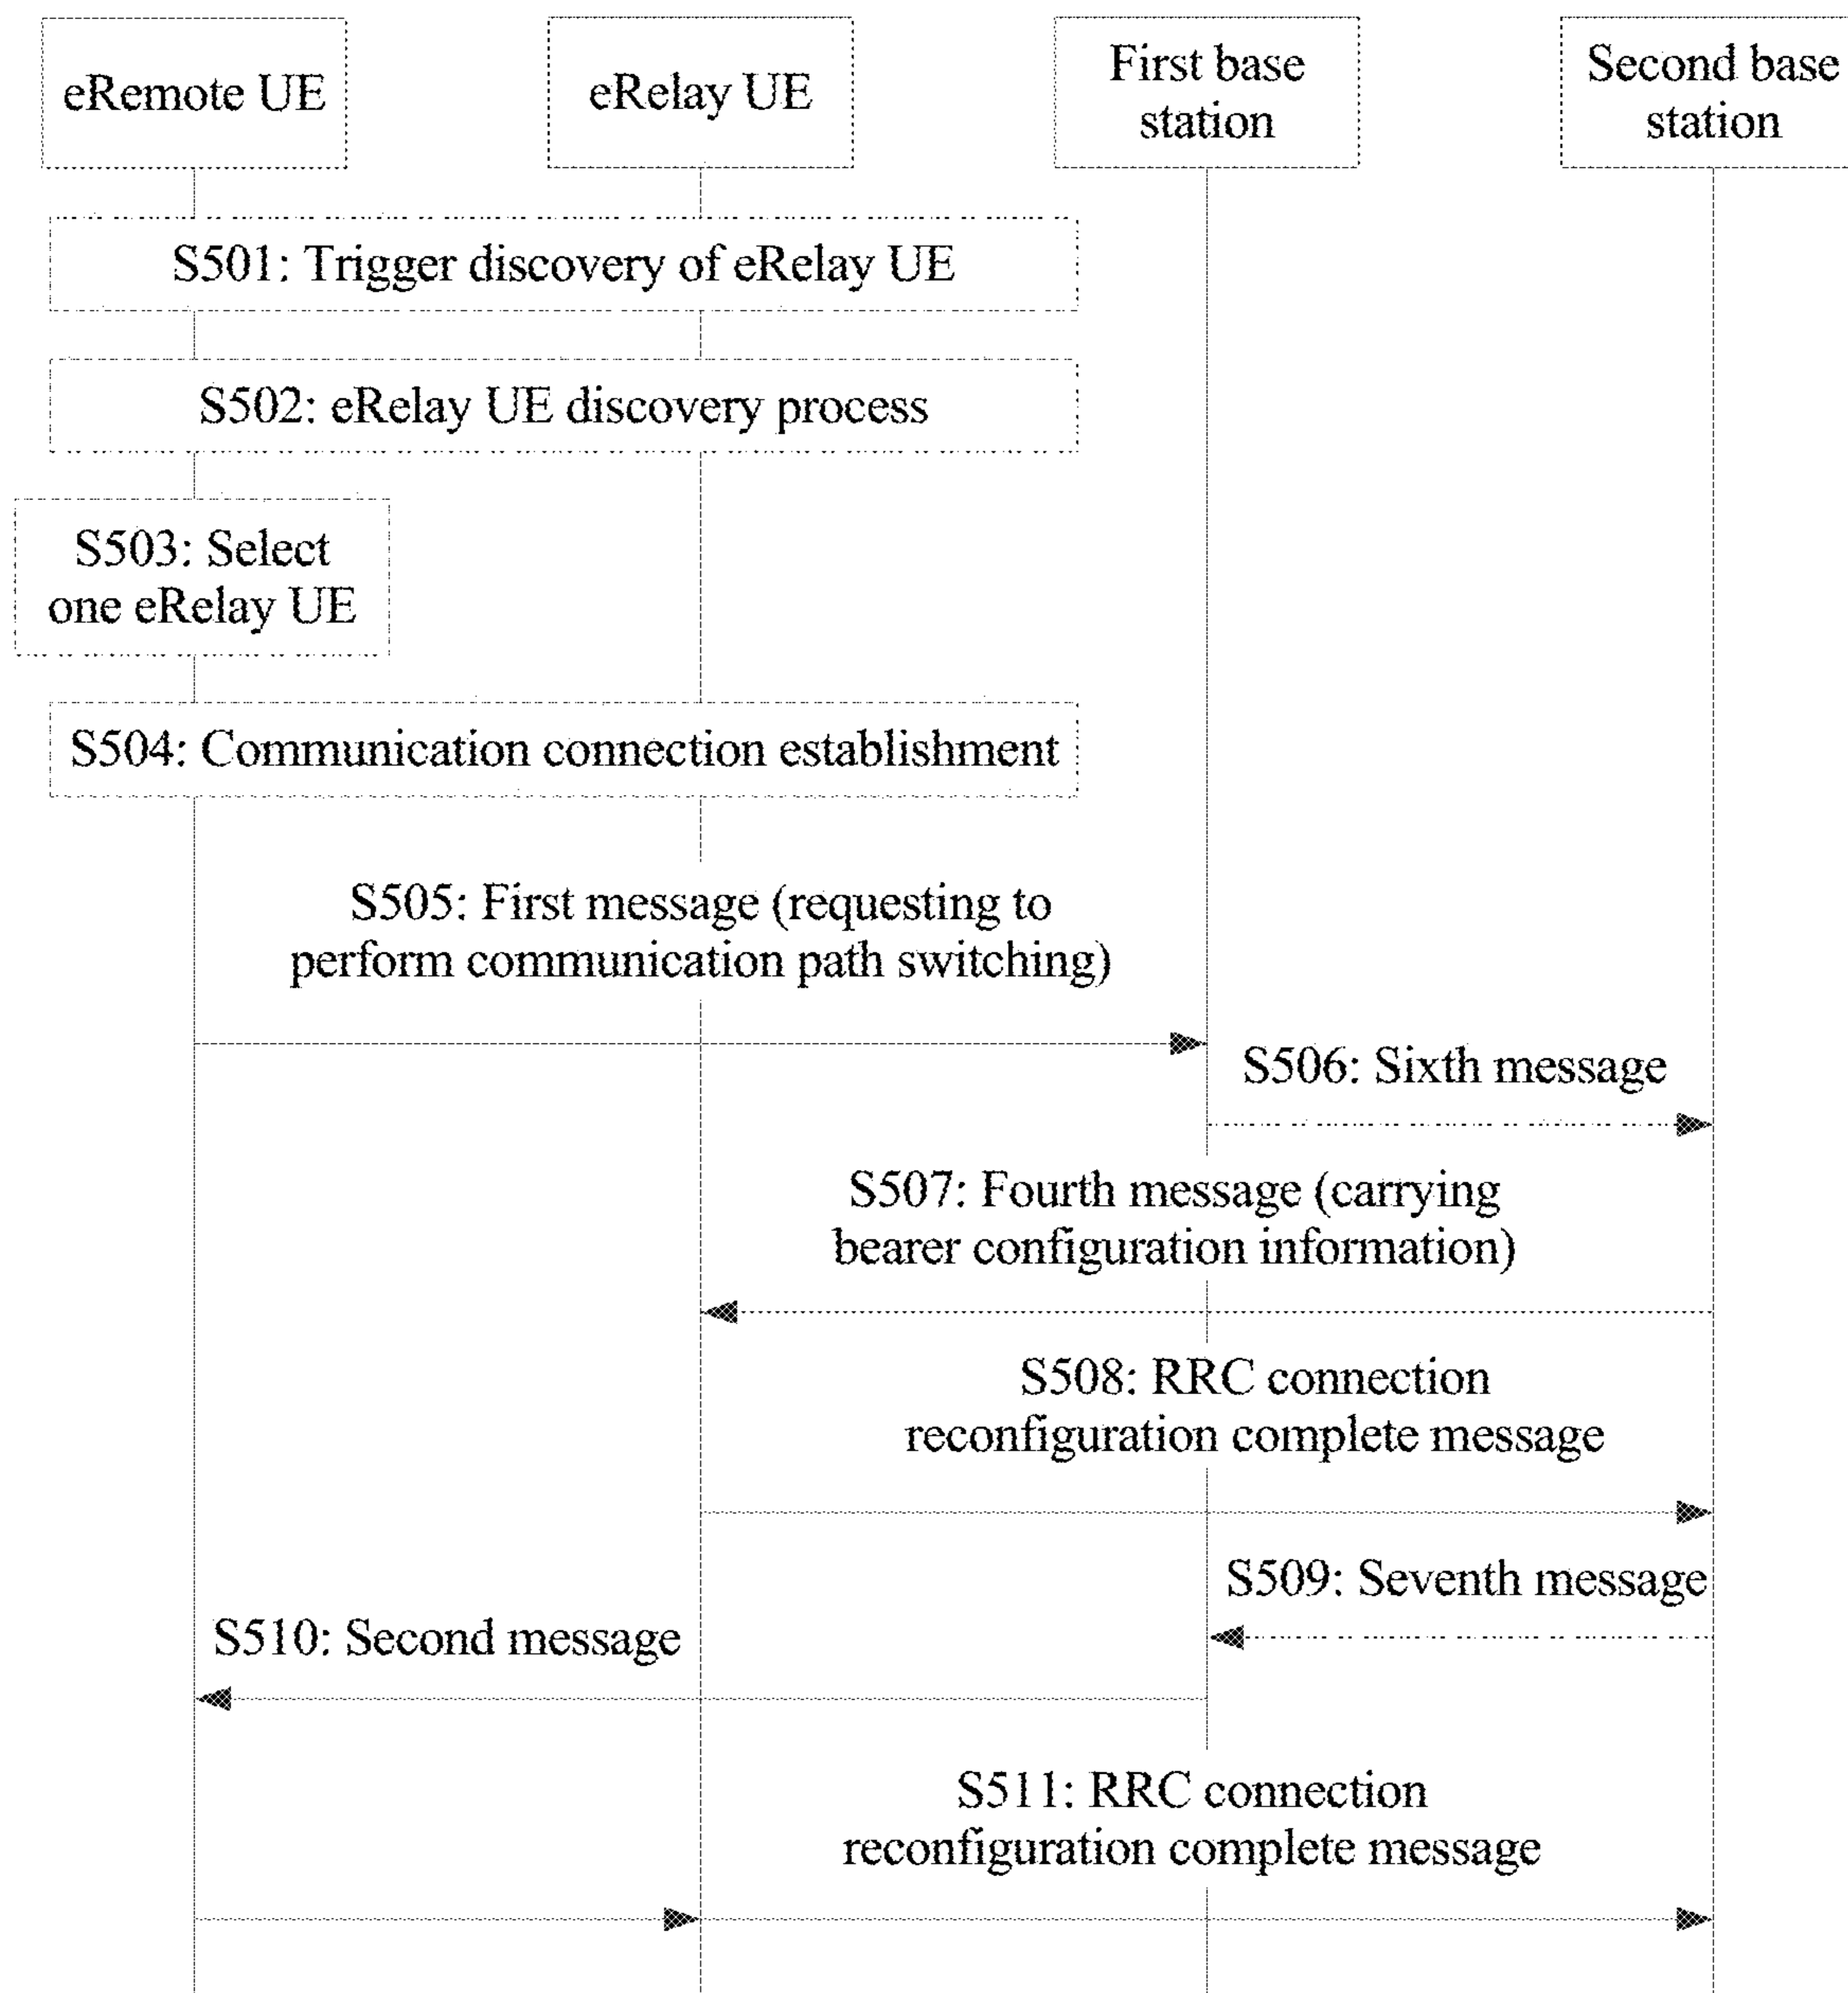 eRemote UE
eRelay UE
First base
station
Second base
station
S501: Trigger discovery of eRelay UE
S502: eRelay UE discovery process
S503: Select
one eRelay UE
S504: Communication connection establishment
S505: First message (requesting to
perform communication path switching)
S506: Sixth message
S507: Fourth message (carrying
bearer configuration information)
S508: RRC connection
reconfiguration complete message
S509: Seventh message
S510: Second message
S511: RRC connection
reconfiguration complete message